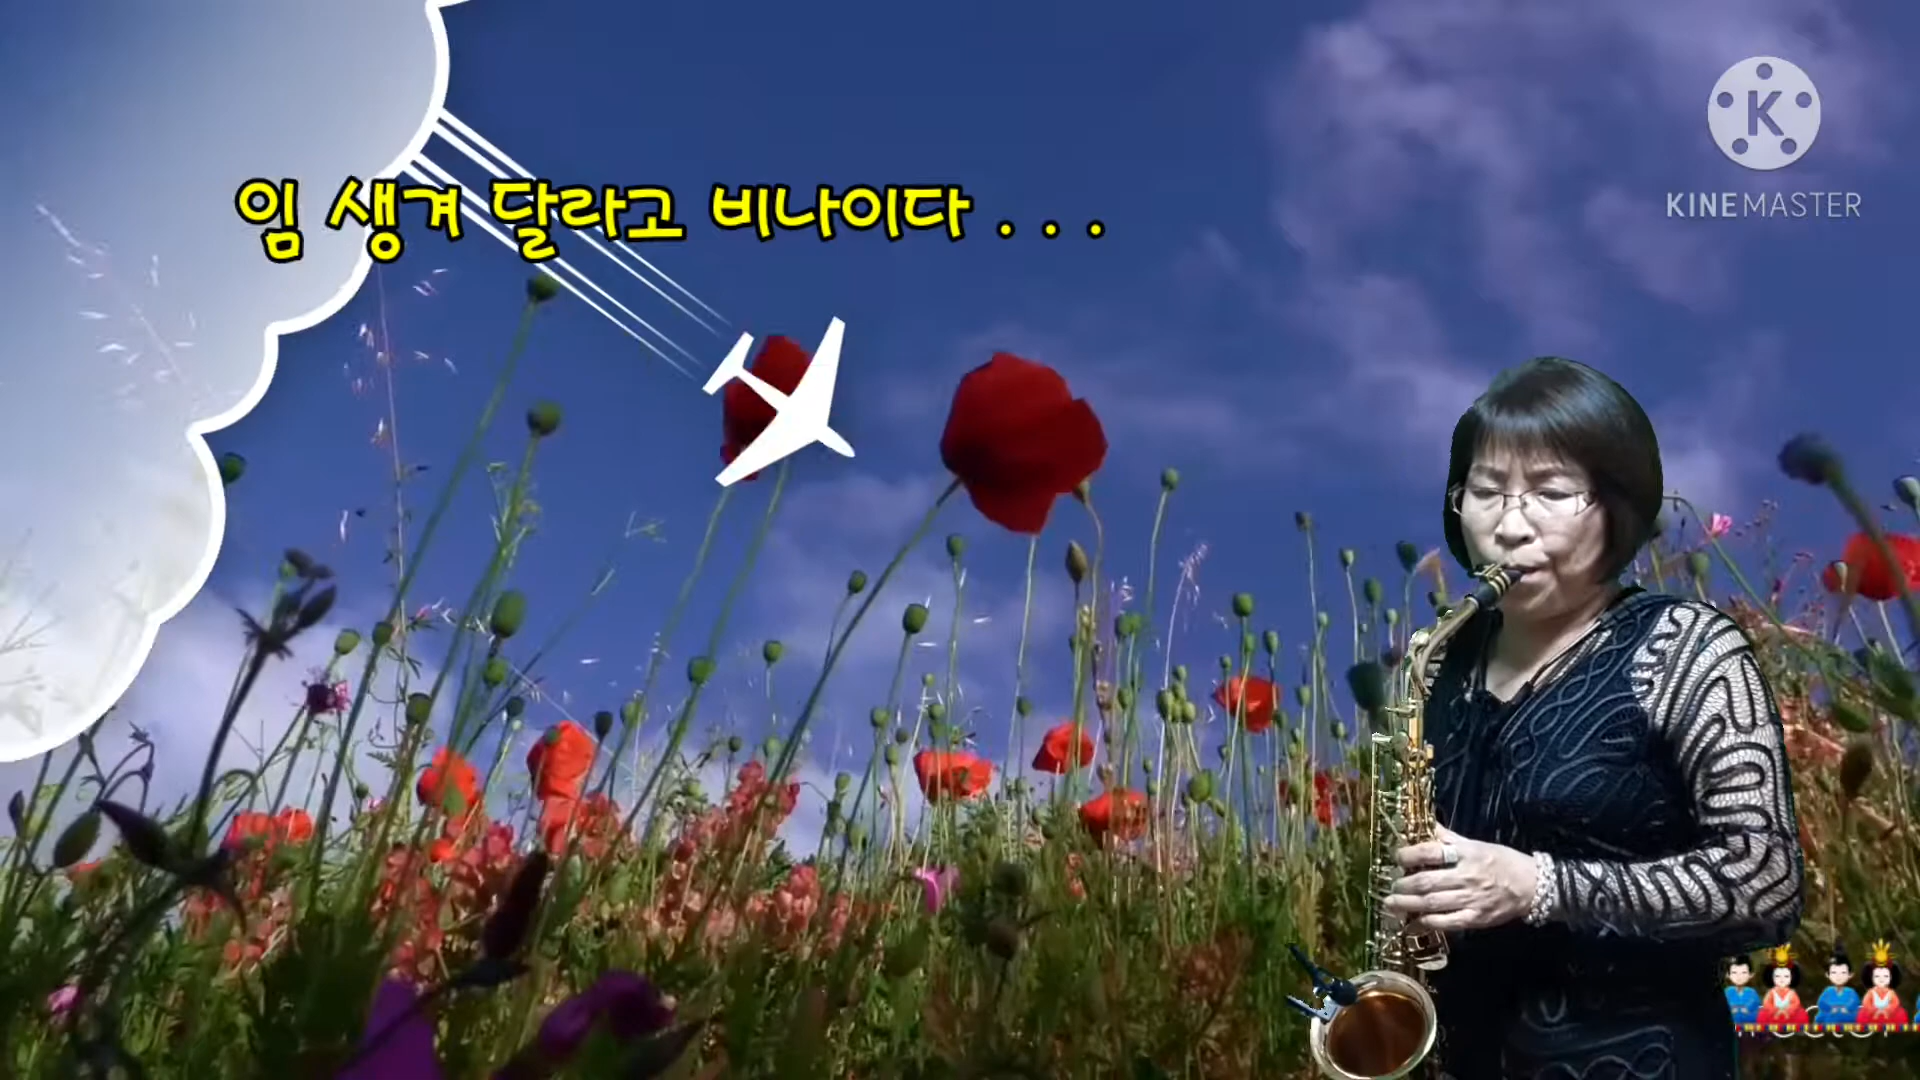 임 생겨 달라고 비나이다 . . .
K
KINEMASTER